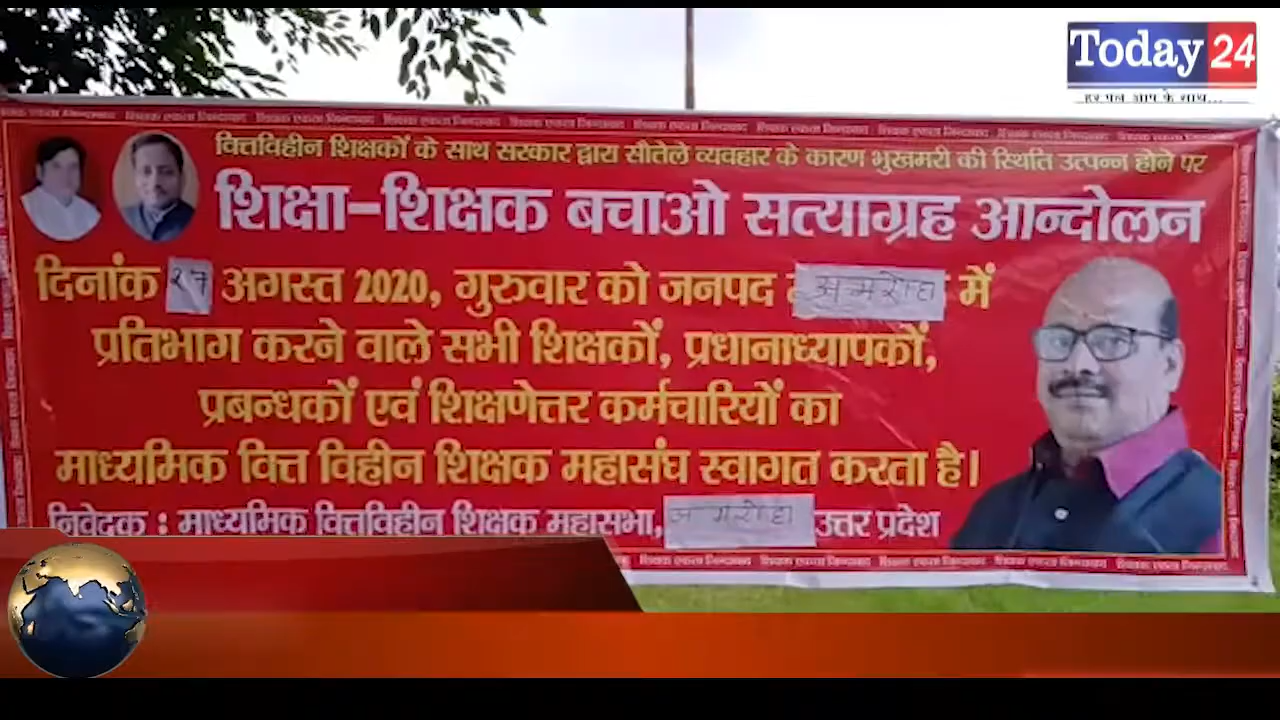 Today 24
हर पल आप के साथ...
वित्तविहीन शिक्षकों के साथ सरकार द्वारा सौतेले व्यवहार के कारण भुखमरी की स्थिति उत्पन्न होने पर
शिक्षा-शिक्षक बचाओ सत्याग्रह आन्दोलन
दिनांक २७ अगस्त 2020, गुरुवार को जनपद अमरोहा में
प्रतिभाग करने वाले सभी शिक्षकों, प्रधानाध्यापकों,
प्रबन्धकों एवं शिक्षणेत्तर कर्मचारियों का
माध्यमिक वित्त विहीन शिक्षक महासंघ स्वागत करता है।
निवेदक : माध्यमिक वित्तविहीन शिक्षक महासभा, अमरोहा उत्तर प्रदेश